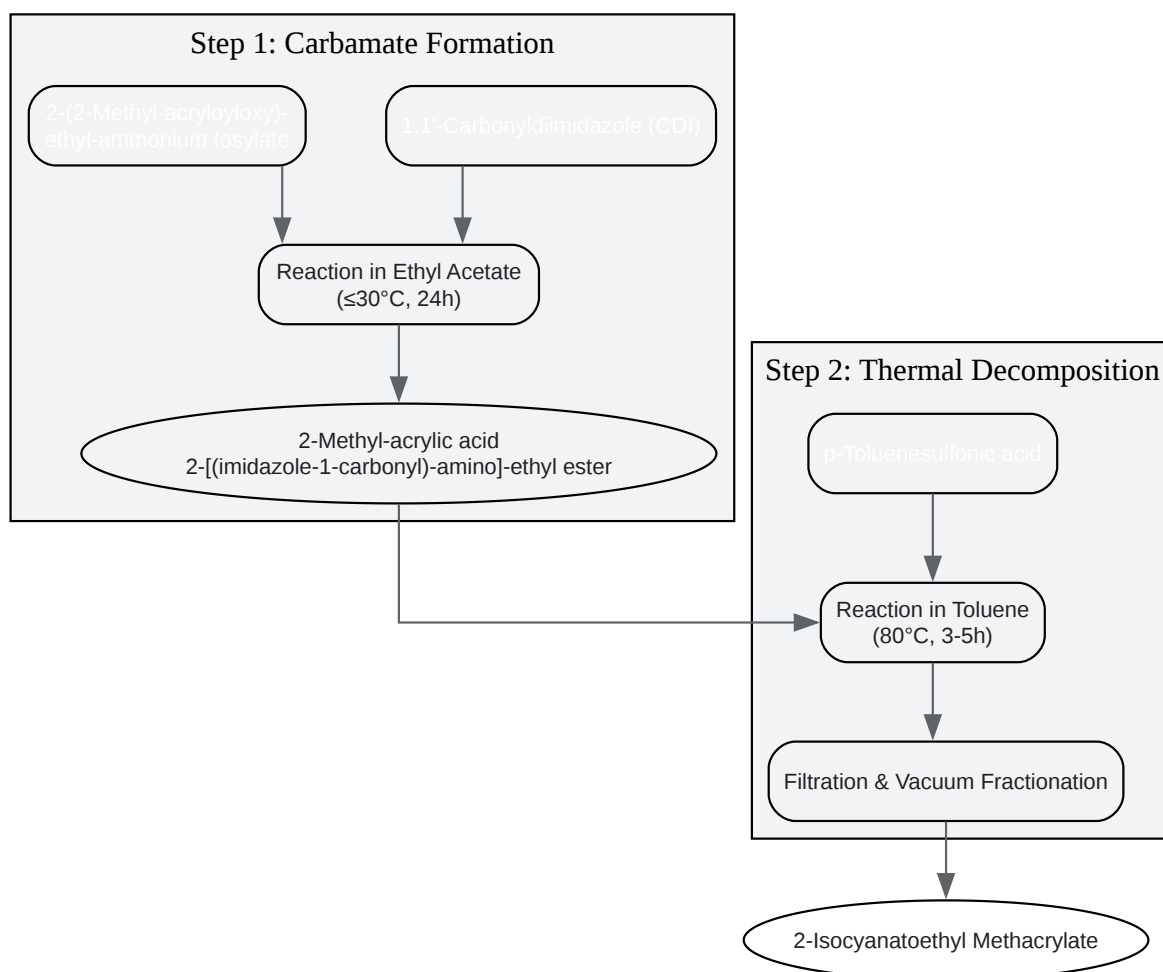 Step 1: Carbamate Formation
2-(2-Methyl-acryloyloxy)-
ethyl-ammonium tosylate
1,1'-Carbonyldiimidazole (CDI)
Reaction in Ethyl Acetate
(≤30°C, 24h)
2-Methyl-acrylic acid
2-[(imidazole-1-carbonyl)-amino]-ethyl ester
Step 2: Thermal Decomposition
p-Toluenesulfonic acid
Reaction in Toluene
(80°C, 3-5h)
Filtration & Vacuum Fractionation
2-Isocyanatoethyl Methacrylate